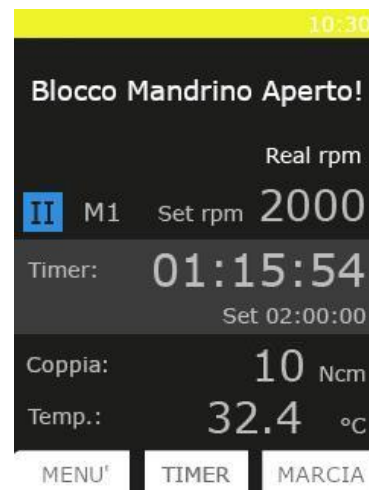 10:30
Blocco Mandrino Aperto!
Real rpm
II M1 Set rpm 2000
Timer: 01:15:54
Set 02:00:00
Coppia: 10 Ncm
Temp.: 32.4 °C
MENU' TIMER MARCIA